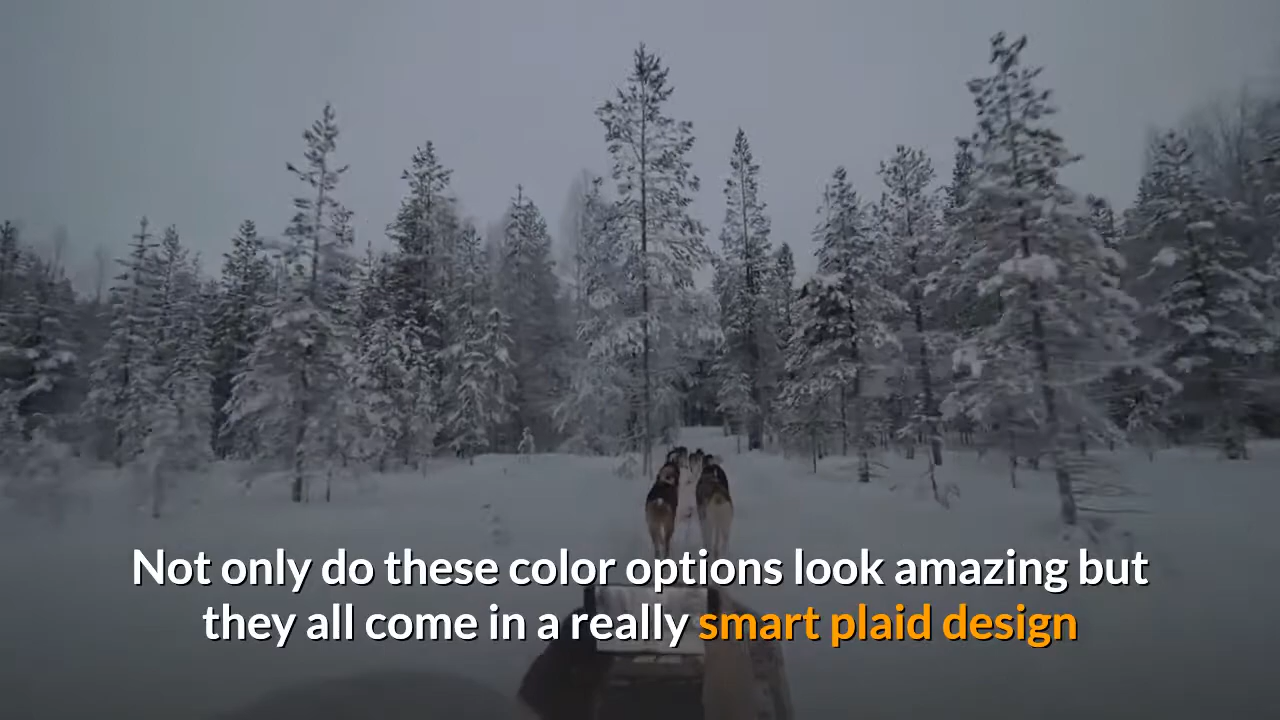 Not only do these color options look amazing but
they all come in a really smart plaid design